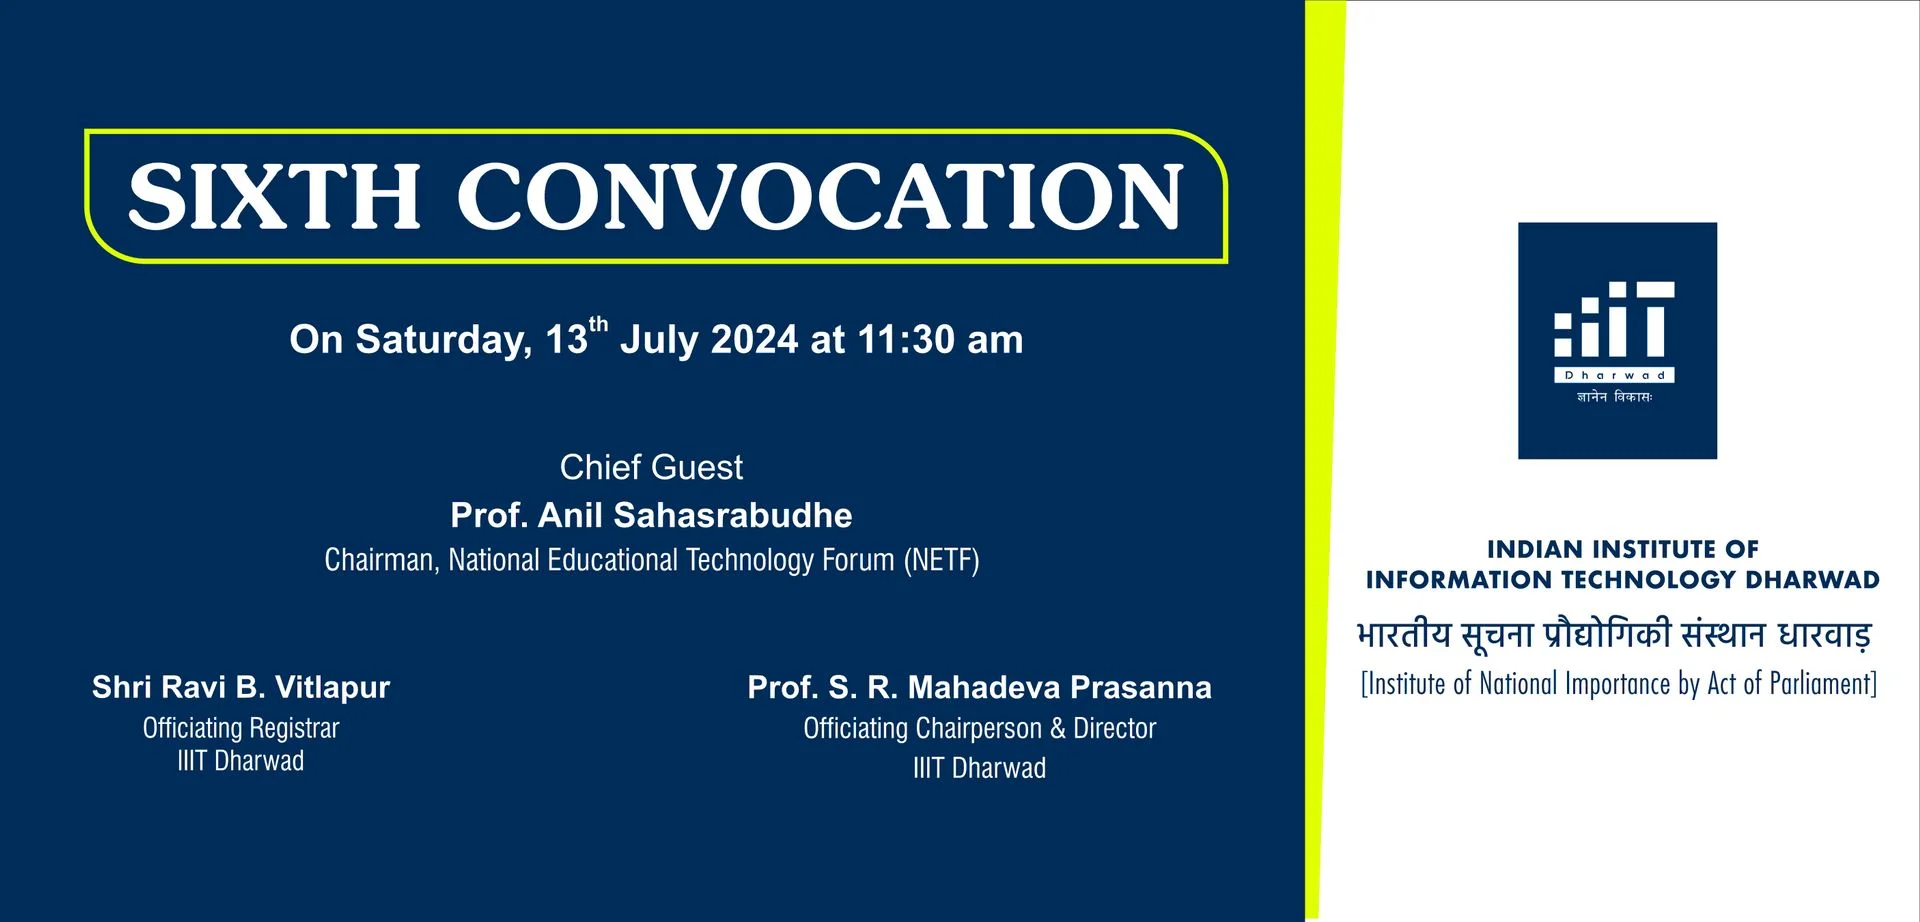 SIXTH CONVOCATION
On Saturday, 13th July 2024 at 11:30 am
Chief Guest
Prof. Anil Sahasrabudhe
Chairman, National Educational Technology Forum (NETF)
Shri Ravi B. Vitlapur
Officiating Registrar
IIIT Dharwad
Prof. S. R. Mahadeva Prasanna
Officiating Chairperson & Director
IIIT Dharwad
IIIT
Dharwad
ज्ञानेन विकासः
INDIAN INSTITUTE OF
INFORMATION TECHNOLOGY DHARWAD
भारतीय सूचना प्रौद्योगिकी संस्थान धारवाड़
[Institute of National Importance by Act of Parliament]